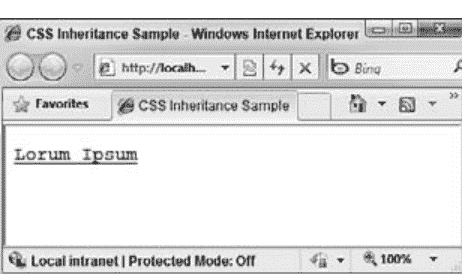 CSS Inheritance Sample - Windows Internet Explorer
http://localh...
Bing
Favorites
CSS Inheritance Sample
Lorum Ipsum
Local intranet | Protected Mode: Off
100%